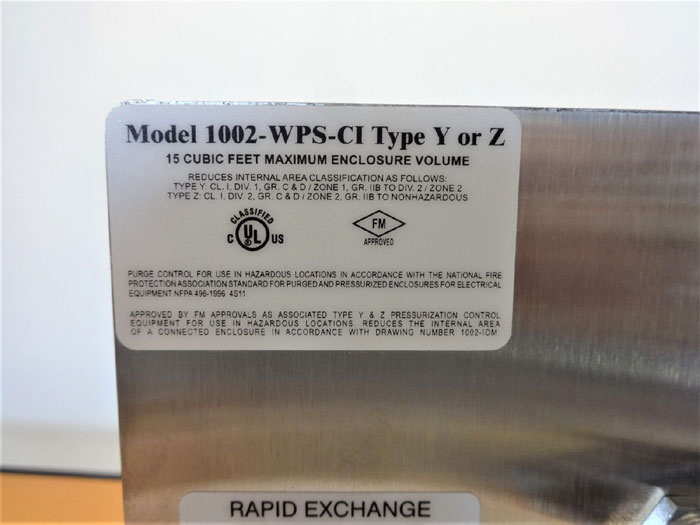 Model 1002-WPS-CI Type Y or Z
15 CUBIC FEET MAXIMUM ENCLOSURE VOLUME
REDUCES INTERNAL AREA CLASSIFICATION AS FOLLOWS:
TYPE Y: CL. I, DIV. 1, GR. C & D / ZONE 1, GR. IIB TO DIV. 2 / ZONE 2
TYPE Z: CL. I, DIV. 2, GR. C & D / ZONE 2, GR. IIB TO NONHAZARDOUS
CLASSIFIED
C UL ® US
FM
APPROVED
PURGE CONTROL FOR USE IN HAZARDOUS LOCATIONS IN ACCORDANCE WITH THE NATIONAL FIRE
PROTECTION ASSOCIATION STANDARD FOR PURGED AND PRESSURIZED ENCLOSURES FOR ELECTRICAL
EQUIPMENT NFPA 496-1996 4S11
APPROVED BY FM APPROVALS AS ASSOCIATED TYPE Y & Z PRESSURIZATION CONTROL
EQUIPMENT FOR USE IN HAZARDOUS LOCATIONS. REDUCES THE INTERNAL AREA
OF A CONNECTED ENCLOSURE IN ACCORDANCE WITH DRAWING NUMBER 1002-IOM.
RAPID EXCHANGE